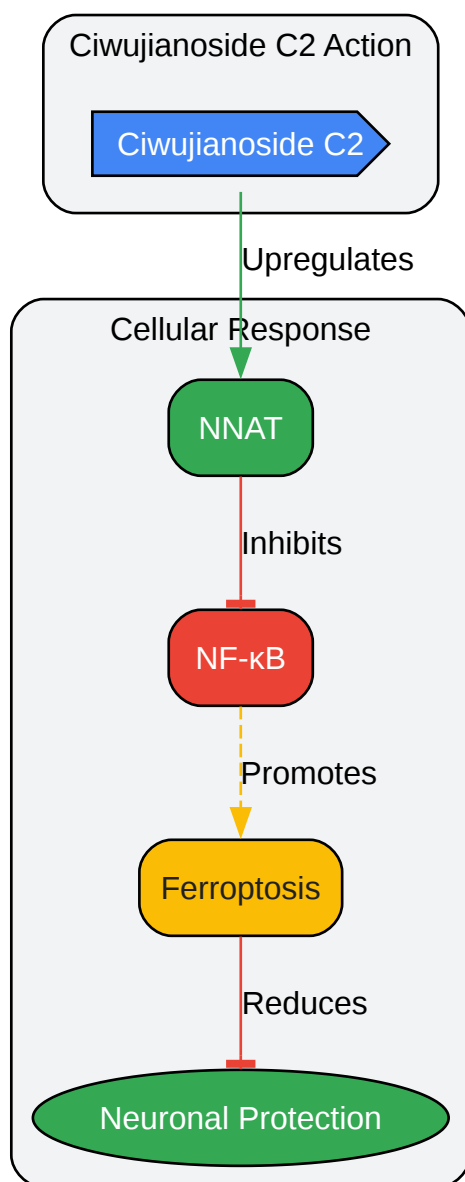 Ciwujianoside C2 Action
Ciwujianoside C2
Upregulates
Cellular Response
NNAT
Inhibits
NF-κB
Promotes
Ferroptosis
Reduces
Neuronal Protection